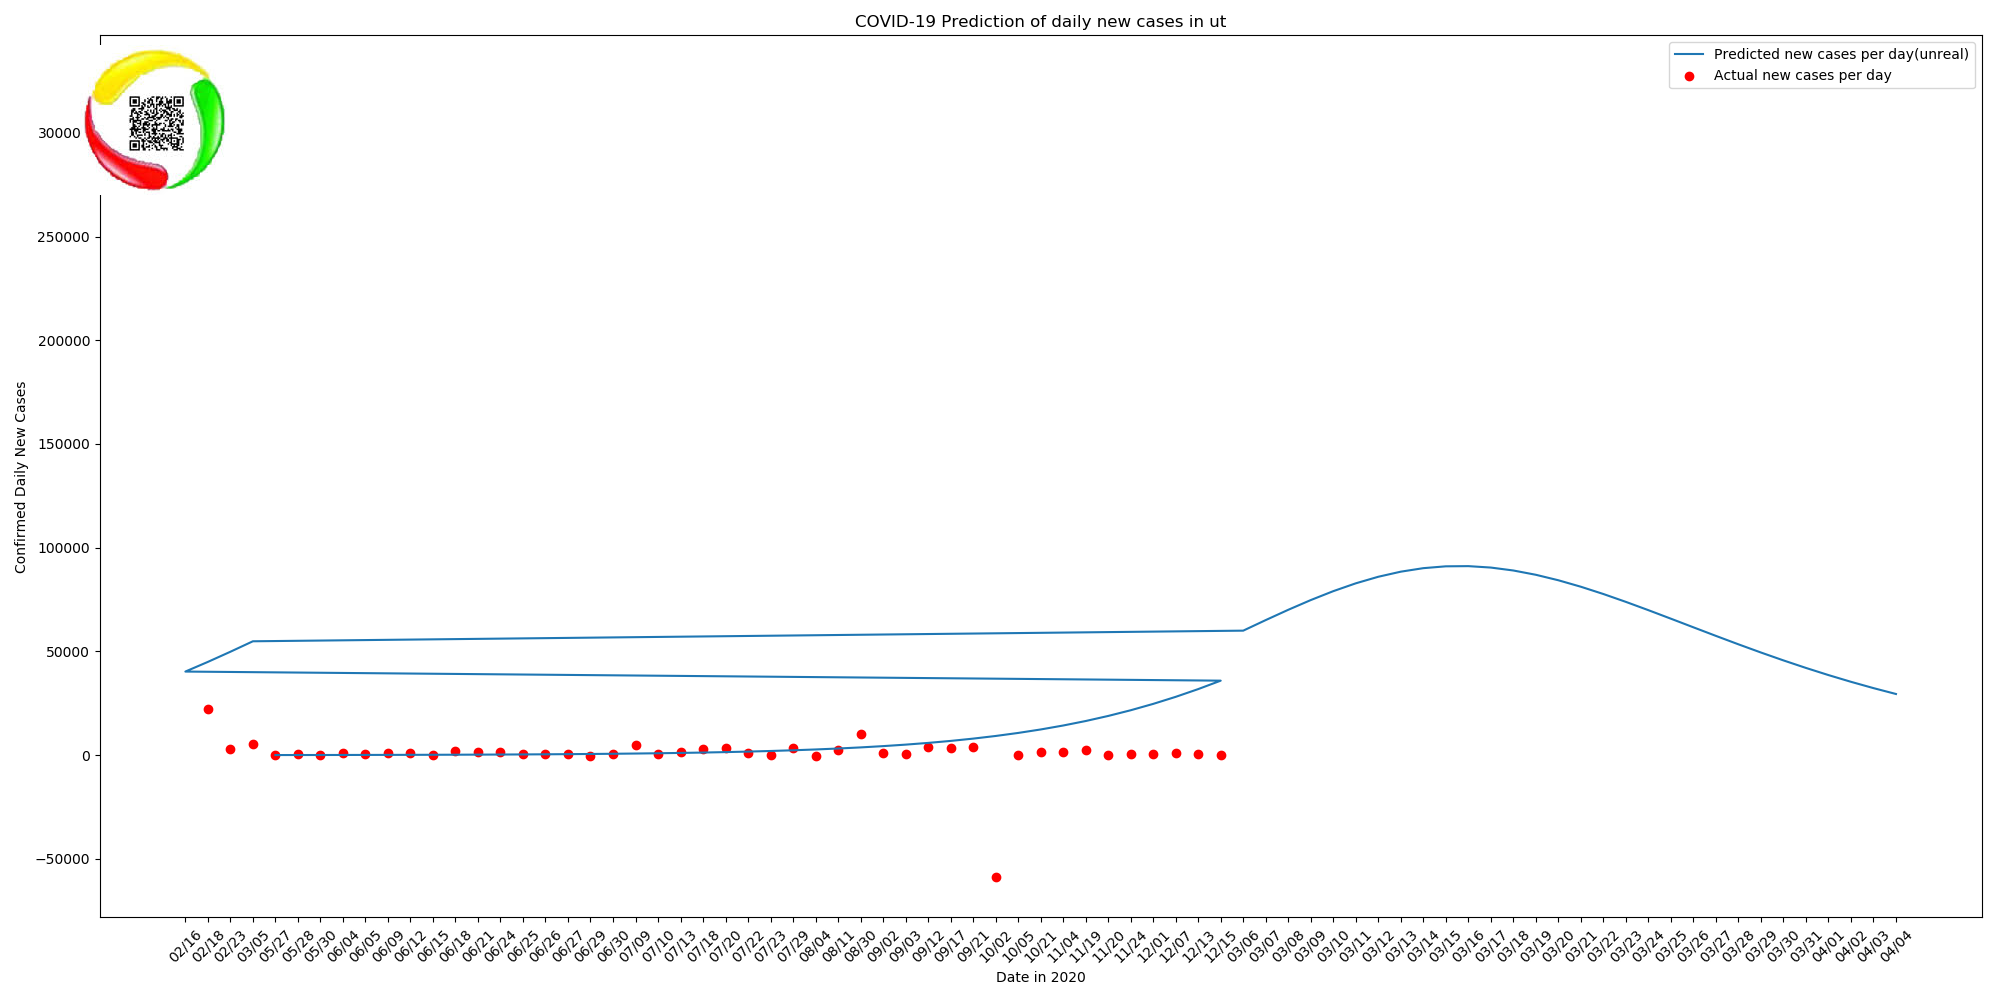 COVID-19 Prediction of daily new cases in ut
Predicted new cases per day(unreal)
Actual new cases per day
30000
250000
200000
150000
100000
50000
0
−50000
Confirmed Daily New Cases
02/16 02/18 02/23 03/05 05/27 05/28 05/30 06/04 06/05 06/09 06/12 06/15 06/18 06/21 06/24 06/25 06/26 06/27 06/29 06/30 07/09 07/10 07/13 07/18 07/20 07/22 07/23 07/29 08/04 08/11 08/30 09/02 09/03 09/12 09/17 09/21 10/02 10/05 10/21 11/04 11/19 11/20 11/24 12/01 12/07 12/13 12/15 03/06 03/07 03/08 03/09 03/10 03/11 03/12 03/13 03/14 03/15 03/16 03/17 03/18 03/19 03/20 03/21 03/22 03/23 03/24 03/25 03/26 03/27 03/28 03/29 03/30 03/31 04/01 04/02 04/03 04/04
Date in 2020